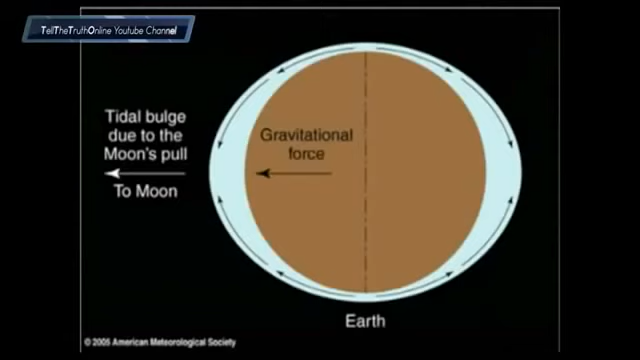 TellTheTruthOnline Youtube Channel
Tidal bulge
due to the
Moon's pull
To Moon
Gravitational
force
Earth
© 2005 American Meteorological Society